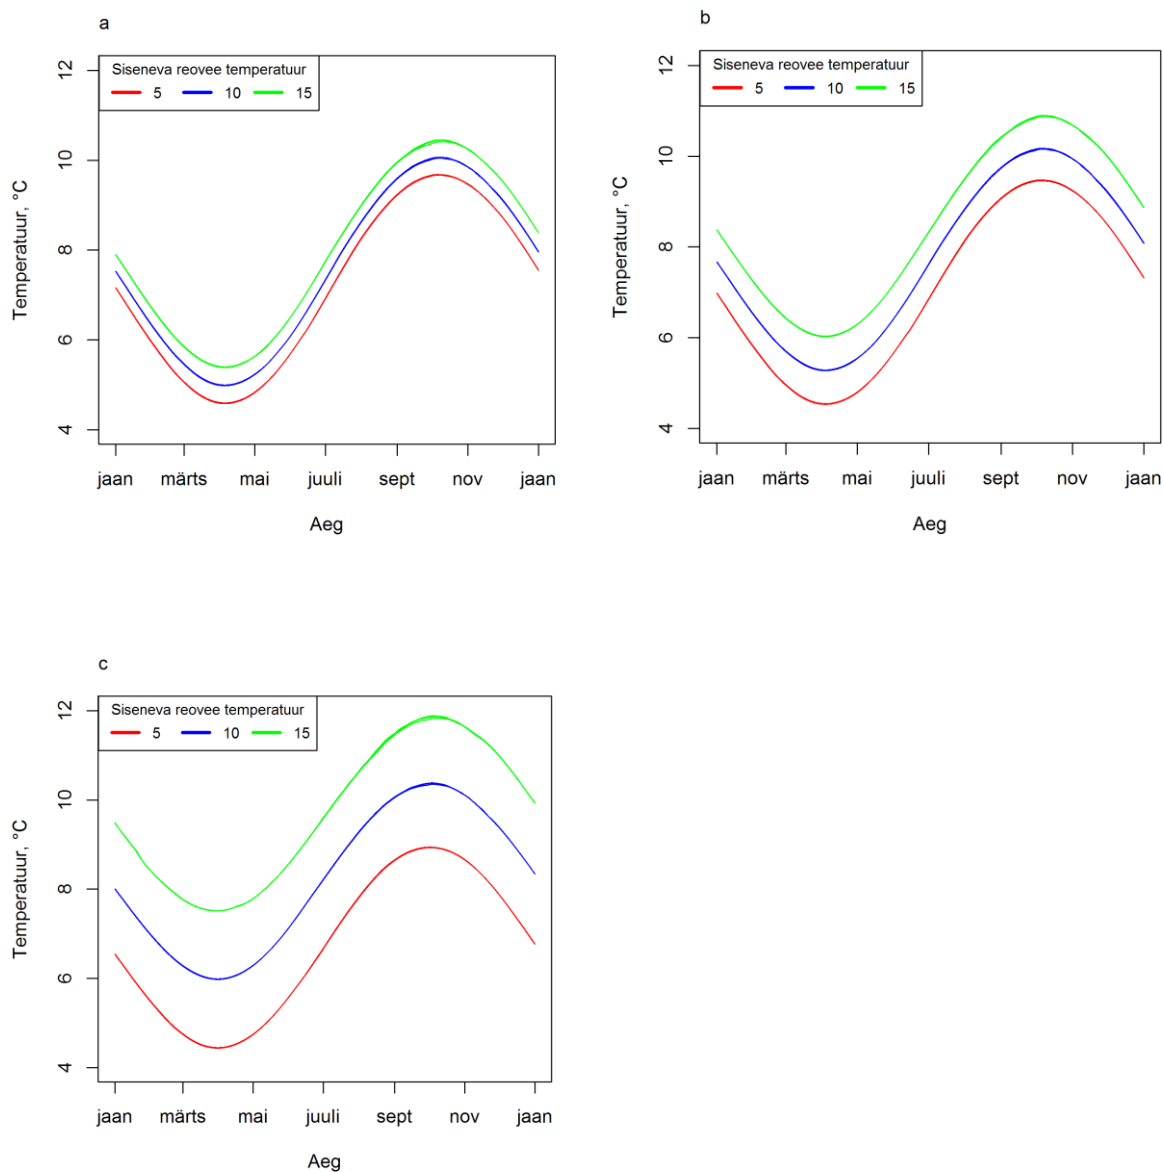 a
Siseneva reovee temperatuur
5 10 15
12
10
8
6
4
Temperatuur, °C
jaan märts mai juuli sept nov jaan
Aeg
b
Siseneva reovee temperatuur
5 10 15
12
10
8
6
4
Temperatuur, °C
jaan märts mai juuli sept nov jaan
Aeg
c
Siseneva reovee temperatuur
5 10 15
12
10
8
6
4
Temperatuur, °C
jaan märts mai juuli sept nov jaan
Aeg